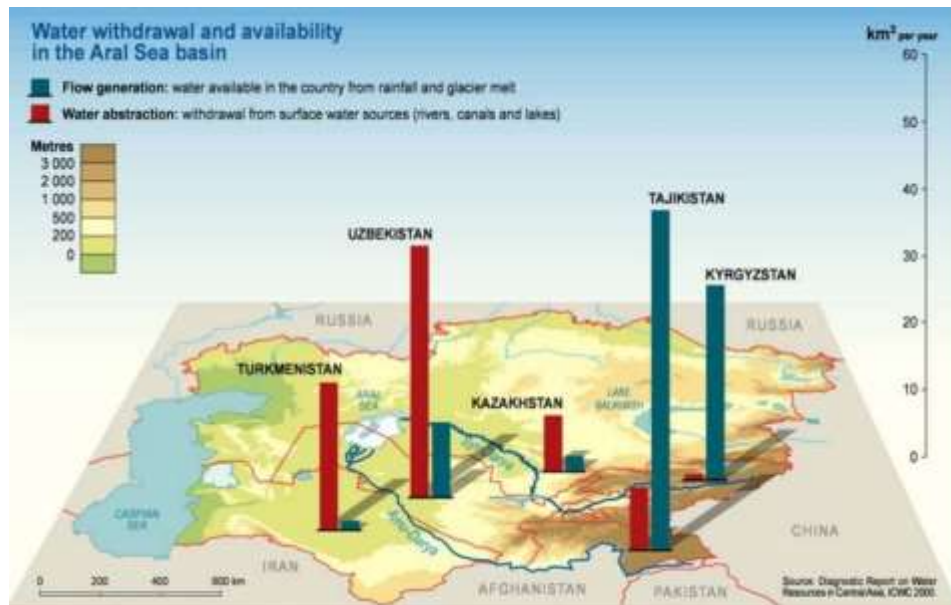 Water withdrawal and availability
in the Aral Sea basin
km³ per year
Flow generation: water available in the country from rainfall and glacier melt
Water abstraction: withdrawal from surface water sources (rivers, canals and lakes)
Metres
3 000
2 000
1 000
500
200
0
60
50
40
30
20
10
0
TAJIKISTAN
UZBEKISTAN
KYRGYZSTAN
RUSSIA
RUSSIA
TURKMENISTAN
ARAL
SEA
KAZAKHSTAN
LAKE
BALKHASH
CASPIAN
SEA
Amu Darya
CHINA
IRAN
AFGHANISTAN
PAKISTAN
0 200 400 600 km
Source: Diagnostic Report on Water
Resources in Central Asia, ICWC 2000.